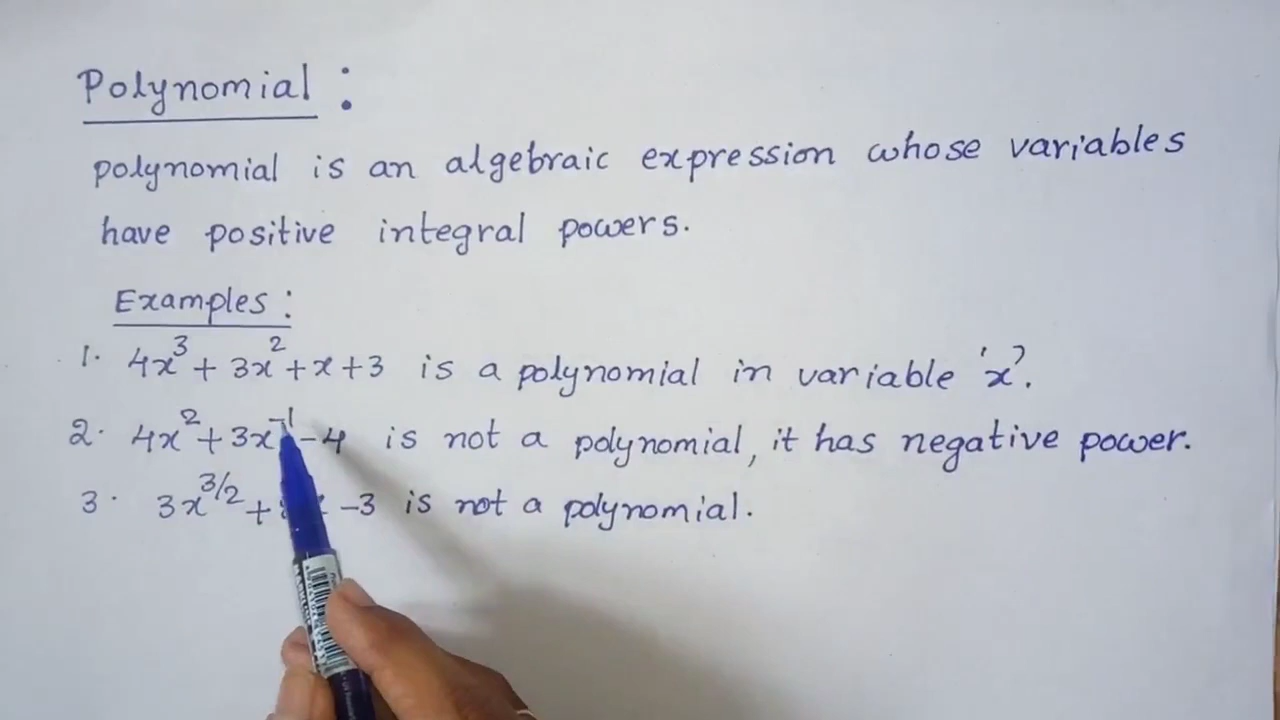 Polynomial :
polynomial is an algebraic expression whose variables
have positive integral powers.
Examples :
1. 4x³ + 3x² + x + 3 is a polynomial in variable 'x'.
2. 4x² + 3x⁻¹ - 4 is not a polynomial, it has negative power.
3. 3x^{3/2} + - 3 is not a polynomial.